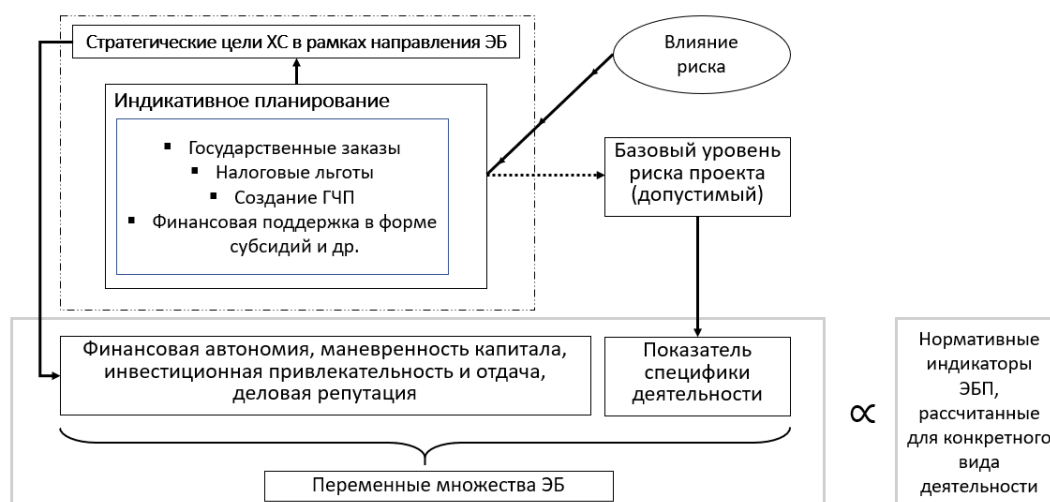 Стратегические цели ХС в рамках направления ЭБ
Влияние
риска
Индикативное планирование
▪ Государственные заказы
▪ Налоговые льготы
▪ Создание ГЧП
▪ Финансовая поддержка в форме
субсидий и др.
Базовый уровень
риска проекта
(допустимый)
Финансовая автономия, маневренность капитала,
инвестиционная привлекательность и отдача,
деловая репутация
Показатель
специфики
деятельности
∝
Нормативные
индикаторы
ЭБП,
рассчитанные
для конкретного
вида
деятельности
Переменные множества ЭБ